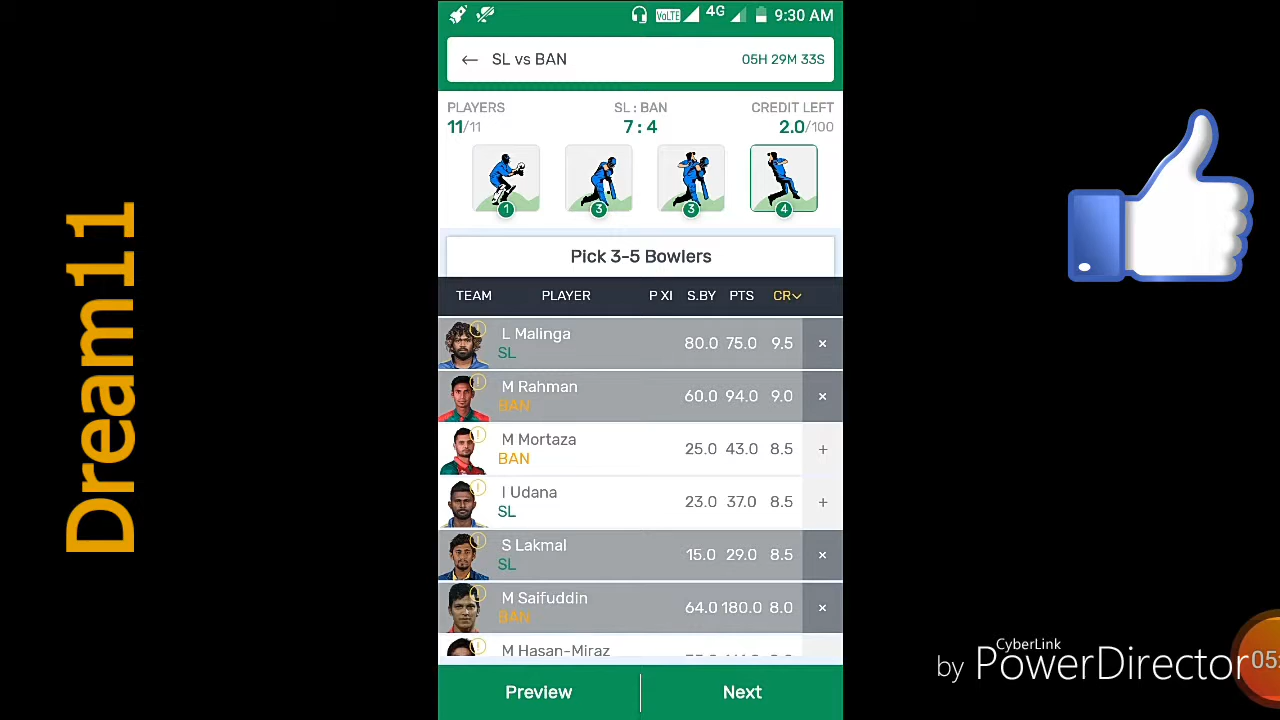 VoLTE 4G 9:30 AM
← SL vs BAN 05H 29M 33S
PLAYERS SL : BAN CREDIT LEFT
11/11 7 : 4 2.0/100
1 3 3 4
Pick 3-5 Bowlers
TEAM PLAYER P XI S.BY PTS CR
L Malinga
SL 80.0 75.0 9.5 ×
M Rahman
BAN 60.0 94.0 9.0 ×
M Mortaza
BAN 25.0 43.0 8.5 +
I Udana
SL 23.0 37.0 8.5 +
S Lakmal
SL 15.0 29.0 8.5 ×
M Saifuddin
BAN 64.0 180.0 8.0 ×
M Hasan-Miraz
Preview Next
Dream11
CyberLink
by PowerDirector
05: